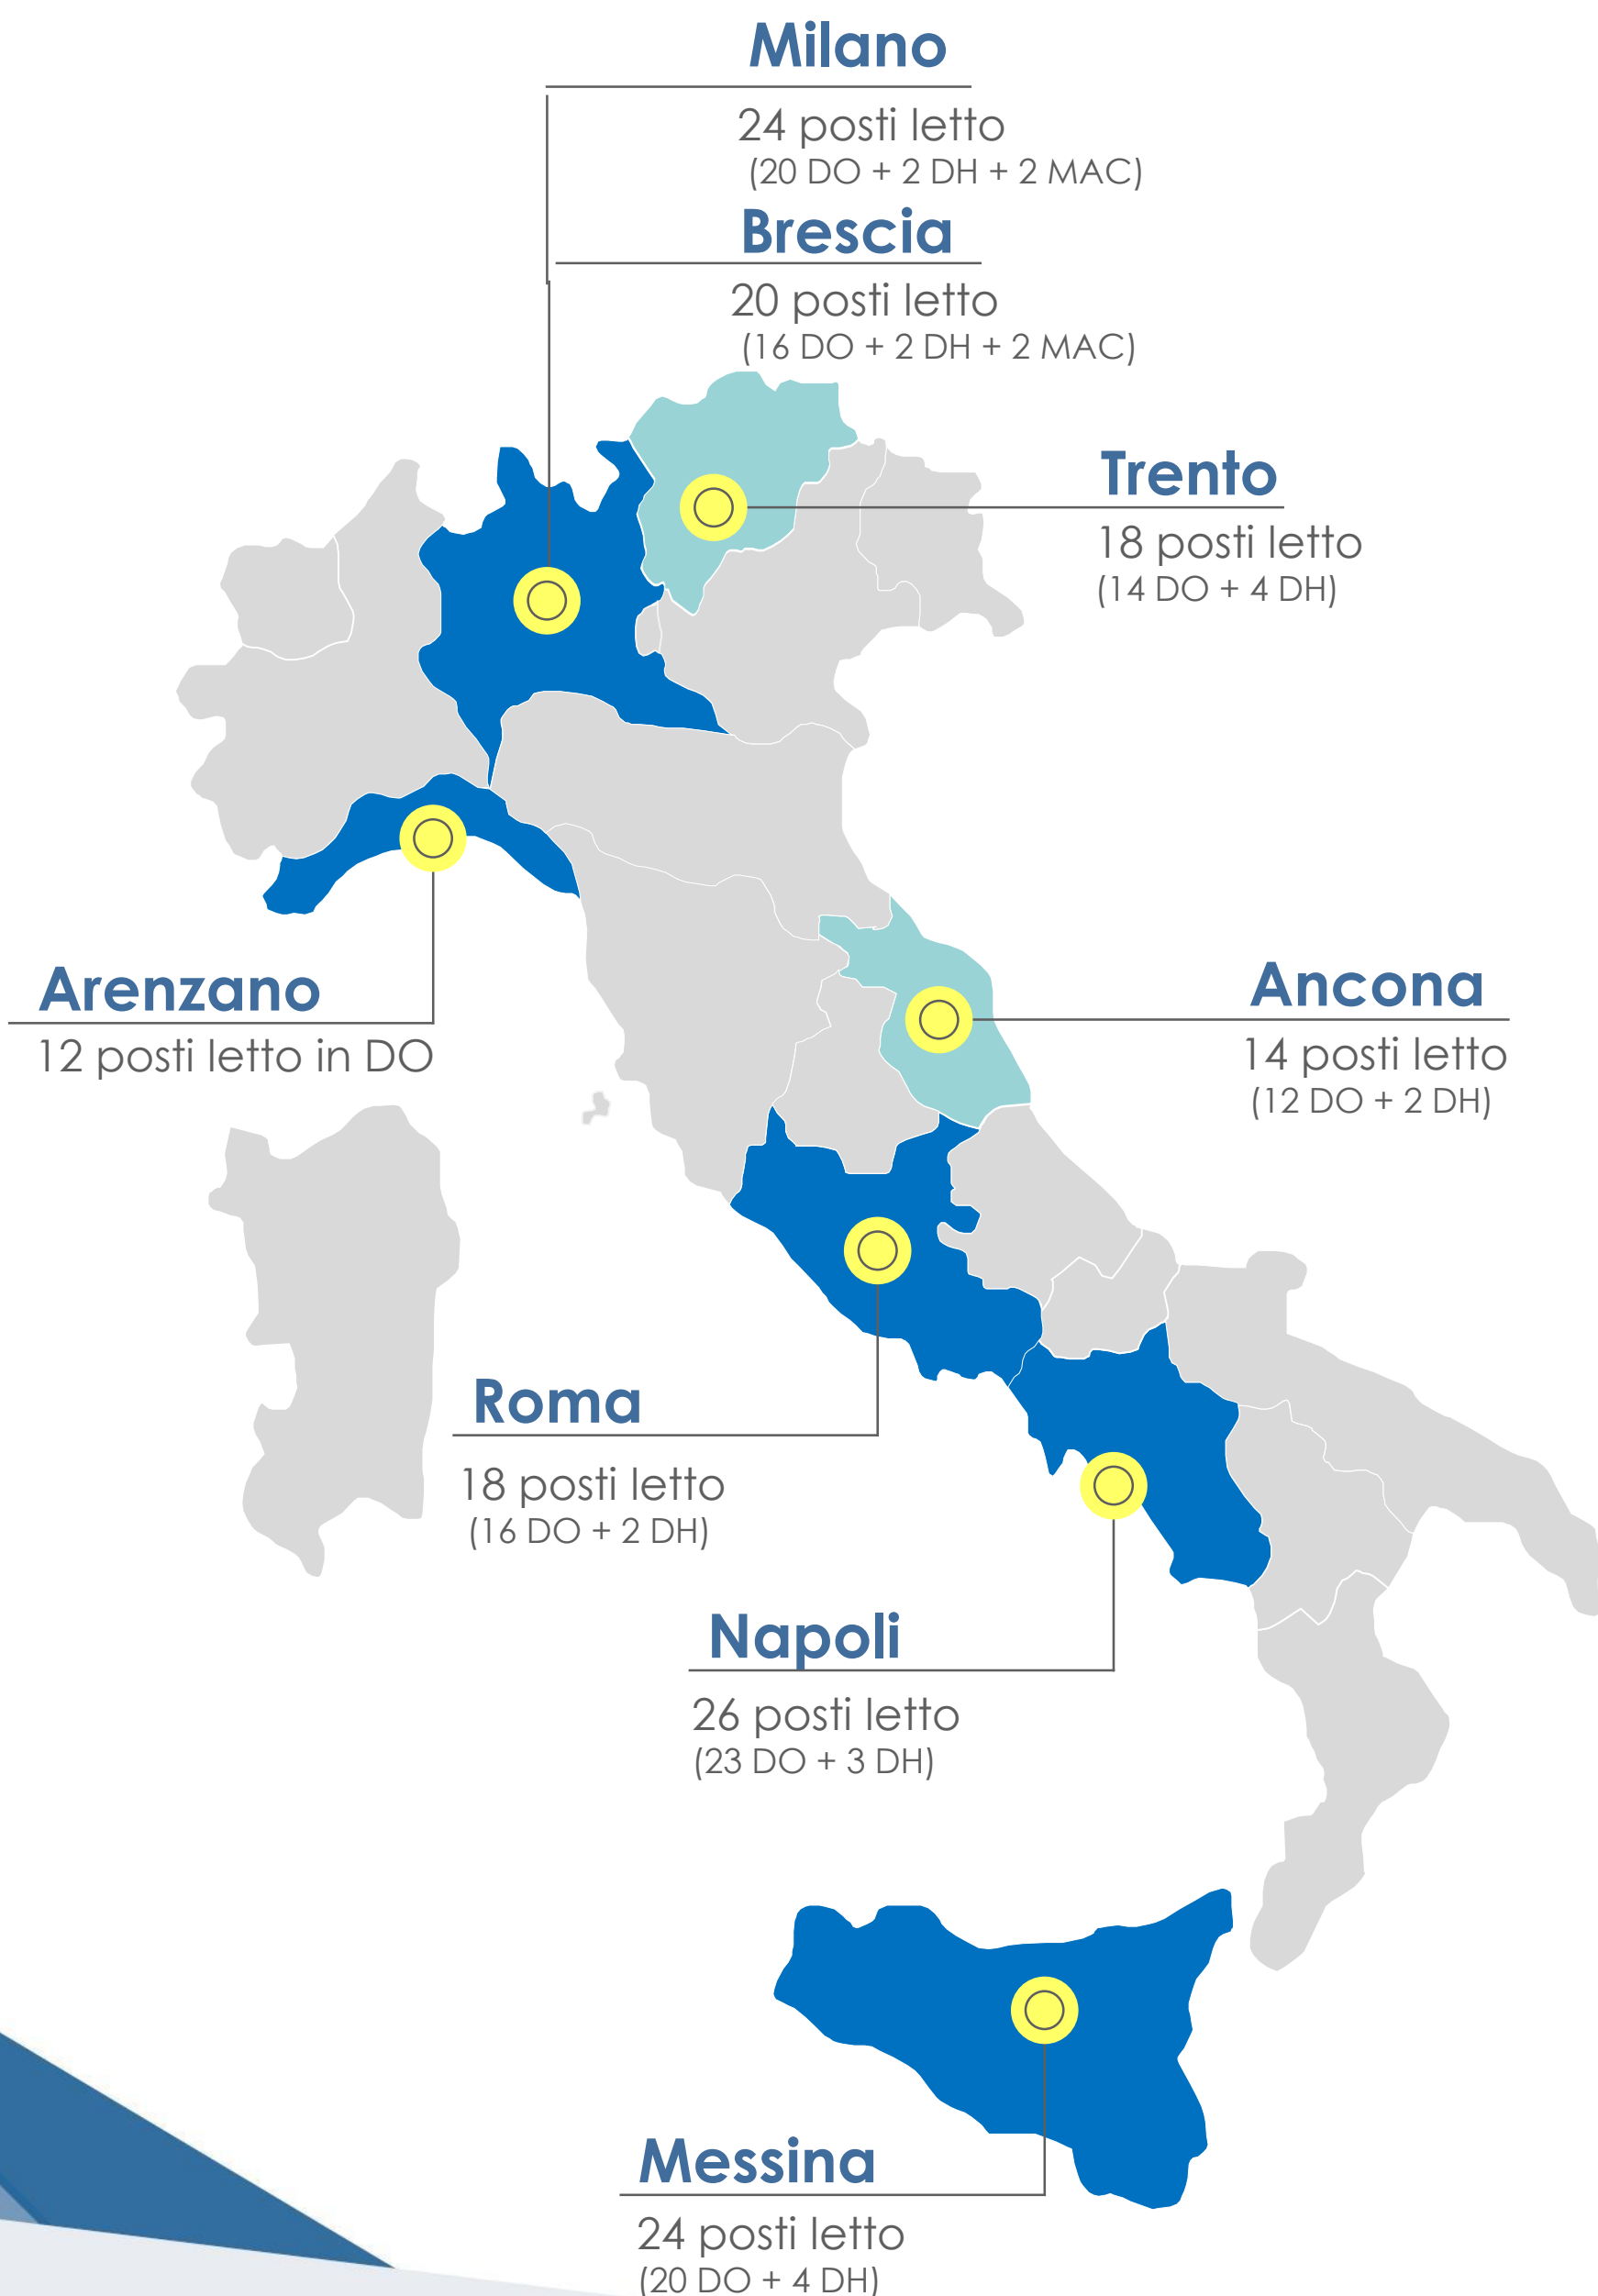 Milano
24 posti letto
(20 DO + 2 DH + 2 MAC)
Brescia
20 posti letto
(16 DO + 2 DH + 2 MAC)
Trento
18 posti letto
(14 DO + 4 DH)
Arenzano
12 posti letto in DO
Ancona
14 posti letto
(12 DO + 2 DH)
Roma
18 posti letto
(16 DO + 2 DH)
Napoli
26 posti letto
(23 DO + 3 DH)
Messina
24 posti letto
(20 DO + 4 DH)